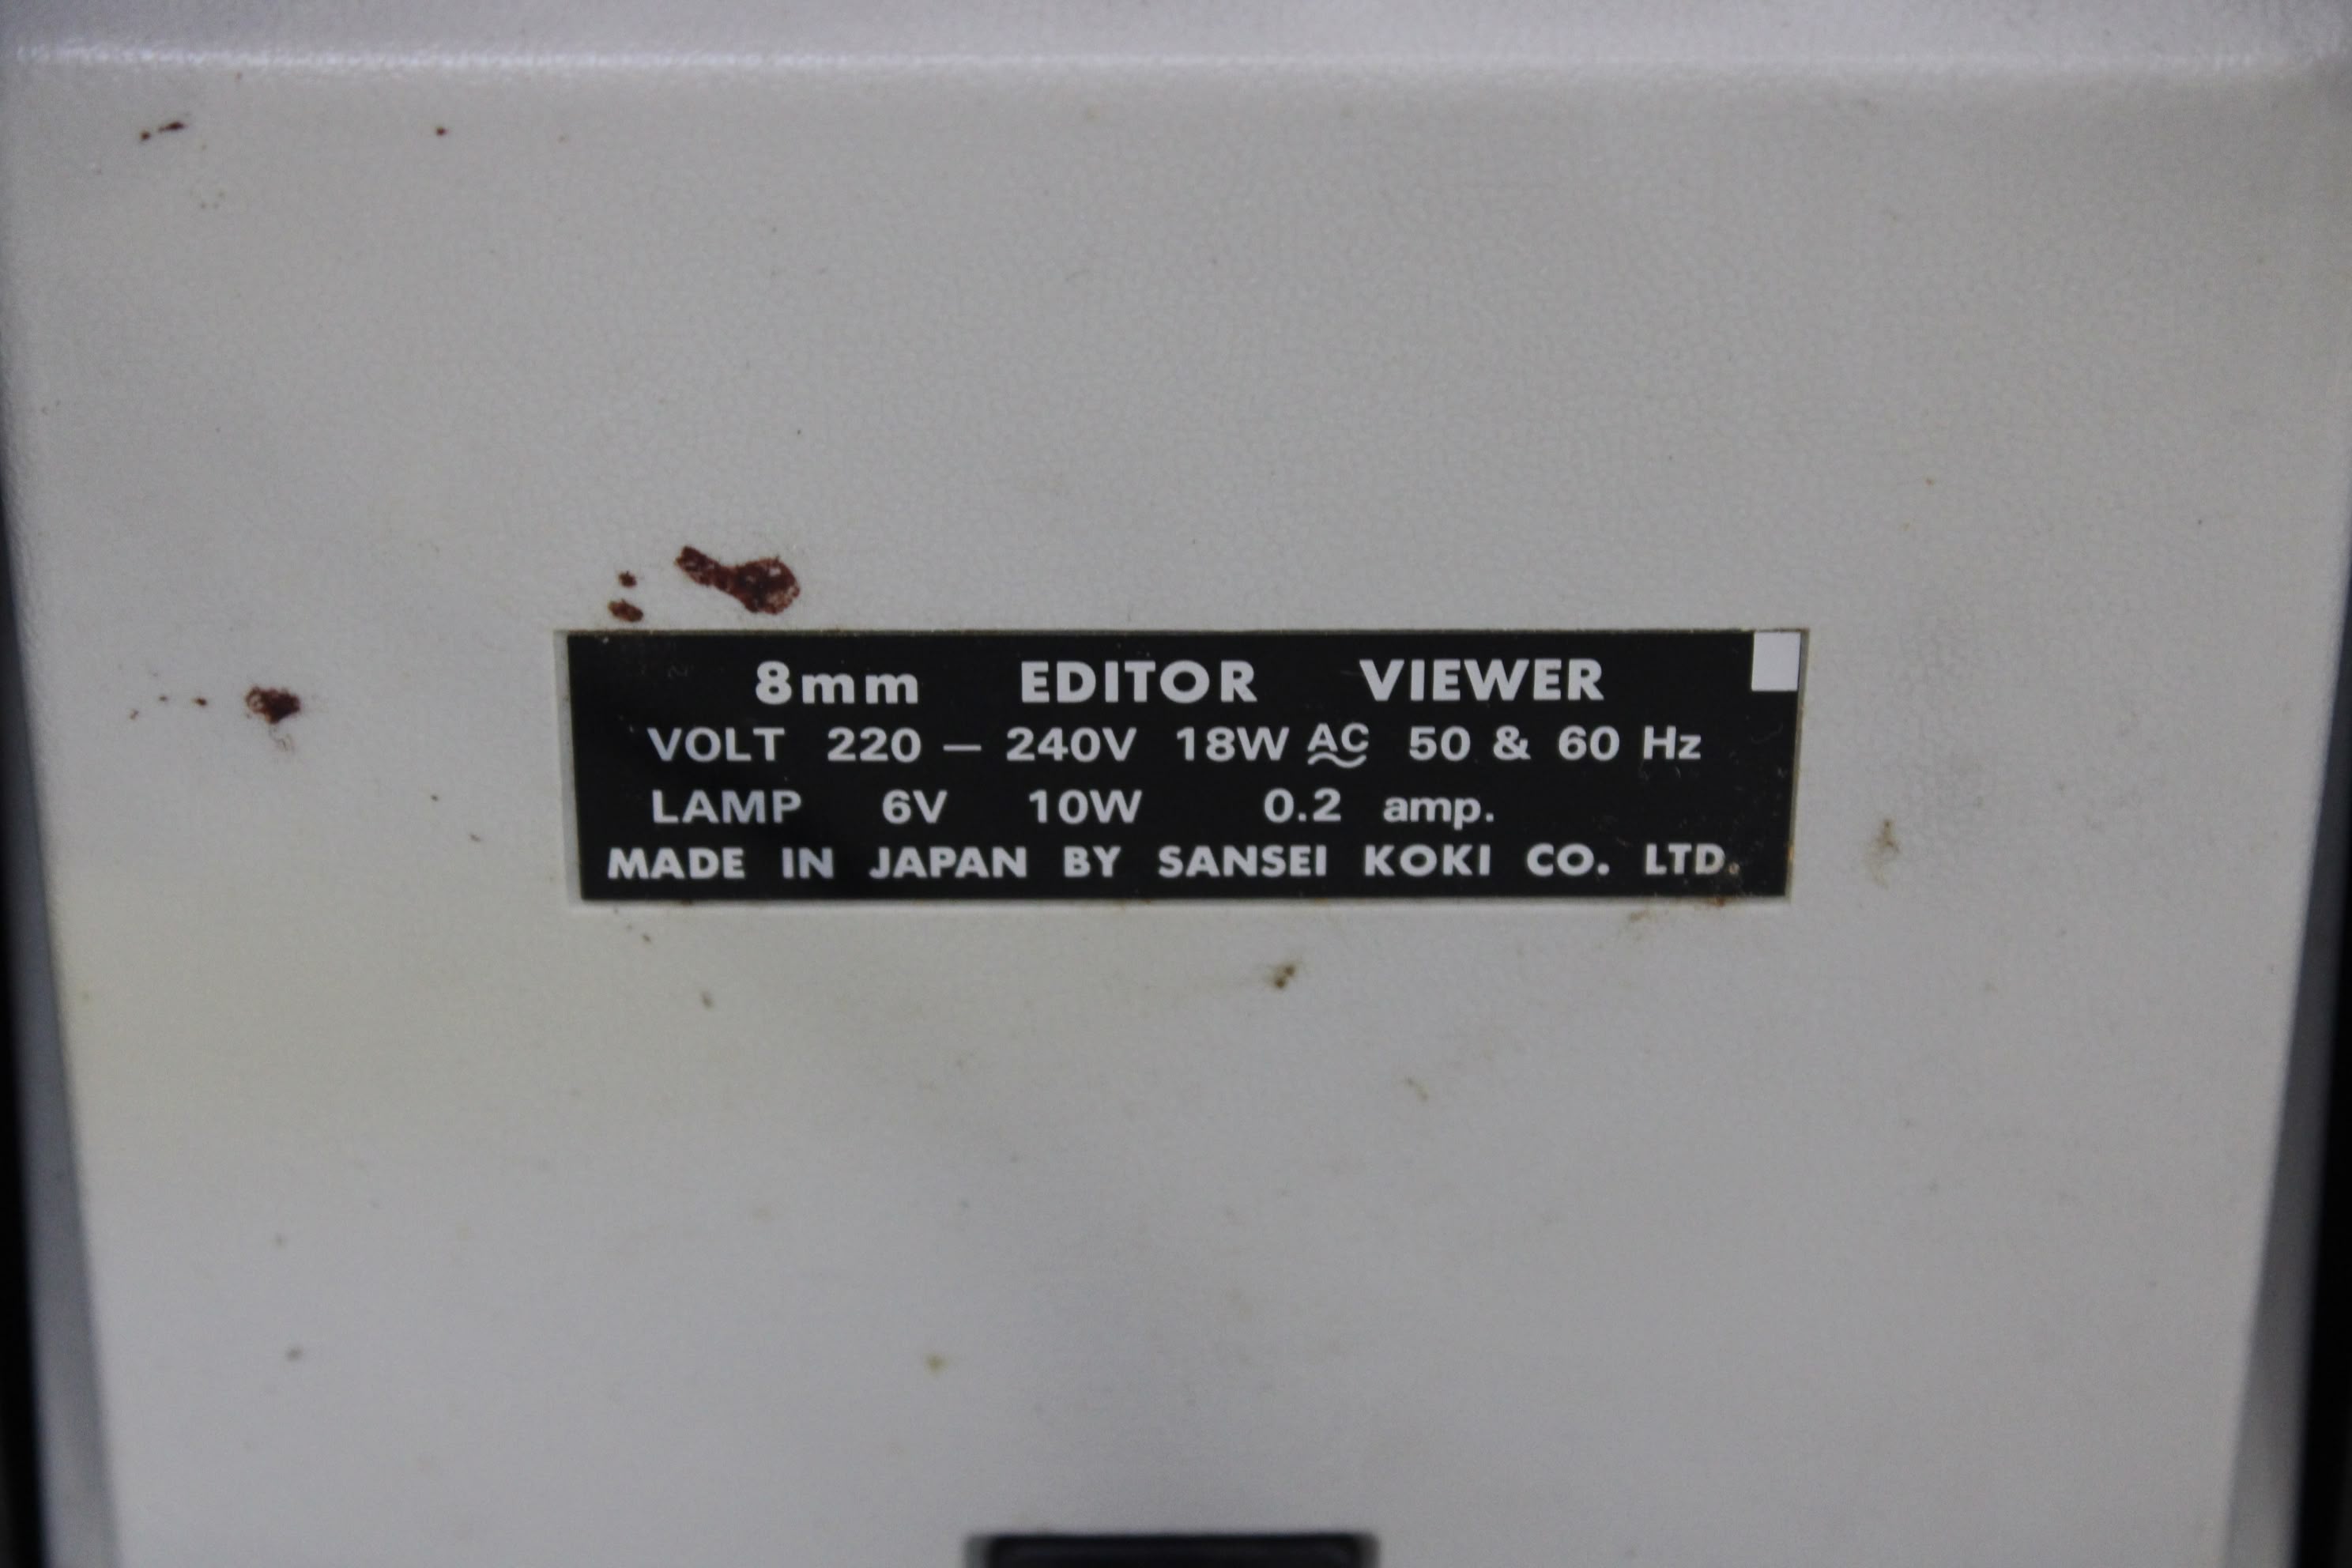 8mm EDITOR VIEWER
VOLT 220 — 240V 18W AC 50 & 60 Hz
LAMP 6V 10W 0.2 amp.
MADE IN JAPAN BY SANSEI KOKI CO. LTD.